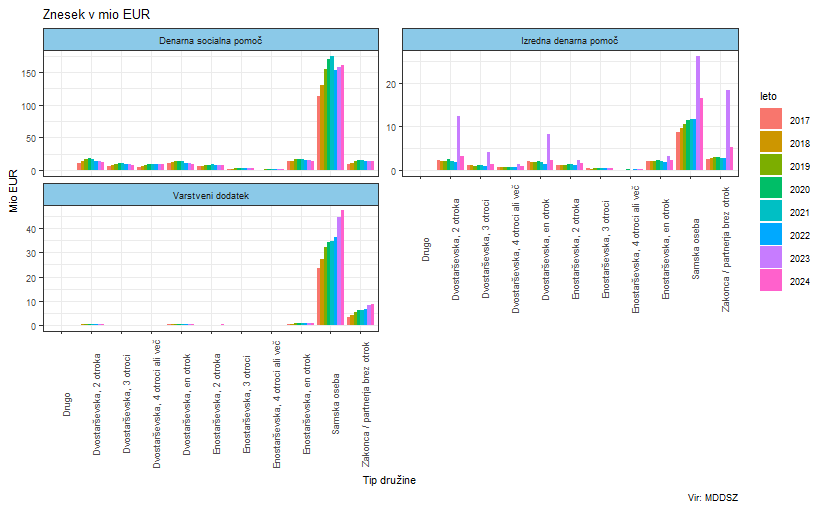 Znesek v mio EUR
Denarna socialna pomoč
Izredna denarna pomoč
150
100
50
0
20
10
0
Varstveni dodatek
40
30
20
10
0
Mio EUR
Drugo
Dvostarševska, 2 otroka
Dvostarševska, 3 otroci
Dvostarševska, 4 otroci ali več
Dvostarševska, en otrok
Enostarševska, 2 otroka
Enostarševska, 3 otroci
Enostarševska, 4 otroci ali več
Enostarševska, en otrok
Samska oseba
Zakonca / partnerja brez otrok
Drugo
Dvostarševska, 2 otroka
Dvostarševska, 3 otroci
Dvostarševska, 4 otroci ali več
Dvostarševska, en otrok
Enostarševska, 2 otroka
Enostarševska, 3 otroci
Enostarševska, 4 otroci ali več
Enostarševska, en otrok
Samska oseba
Zakonca / partnerja brez otrok
Tip družine
leto
2017
2018
2019
2020
2021
2022
2023
2024
Vir: MDDSZ